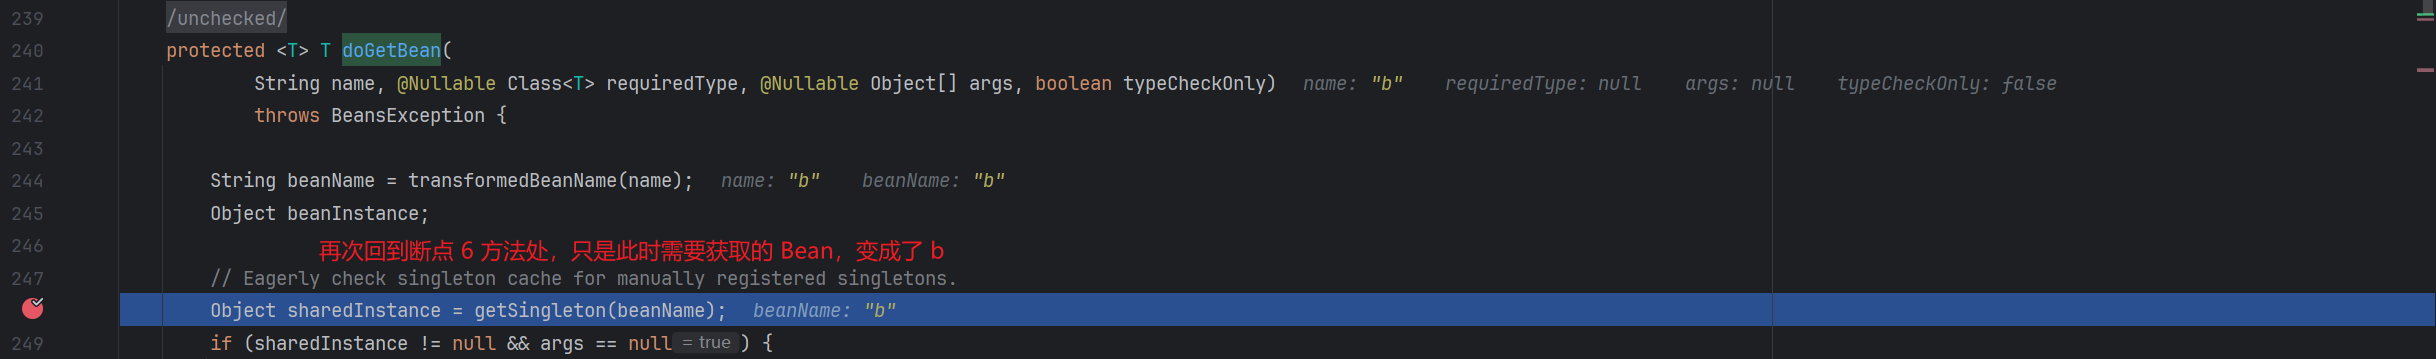 239 /unchecked/
240 protected <T> T doGetBean(
241 String name, @Nullable Class<T> requiredType, @Nullable Object[] args, boolean typeCheckOnly) name: "b" requiredType: null args: null typeCheckOnly: false
242 throws BeansException {
243
244 String beanName = transformedBeanName(name); name: "b" beanName: "b"
245 Object beanInstance;
246
再次回到断点 6 方法处，只是此时需要获取的 Bean，变成了 b
247 // Eagerly check singleton cache for manually registered singletons.
Object sharedInstance = getSingleton(beanName); beanName: "b"
249 if (sharedInstance != null && args == null = true ) {